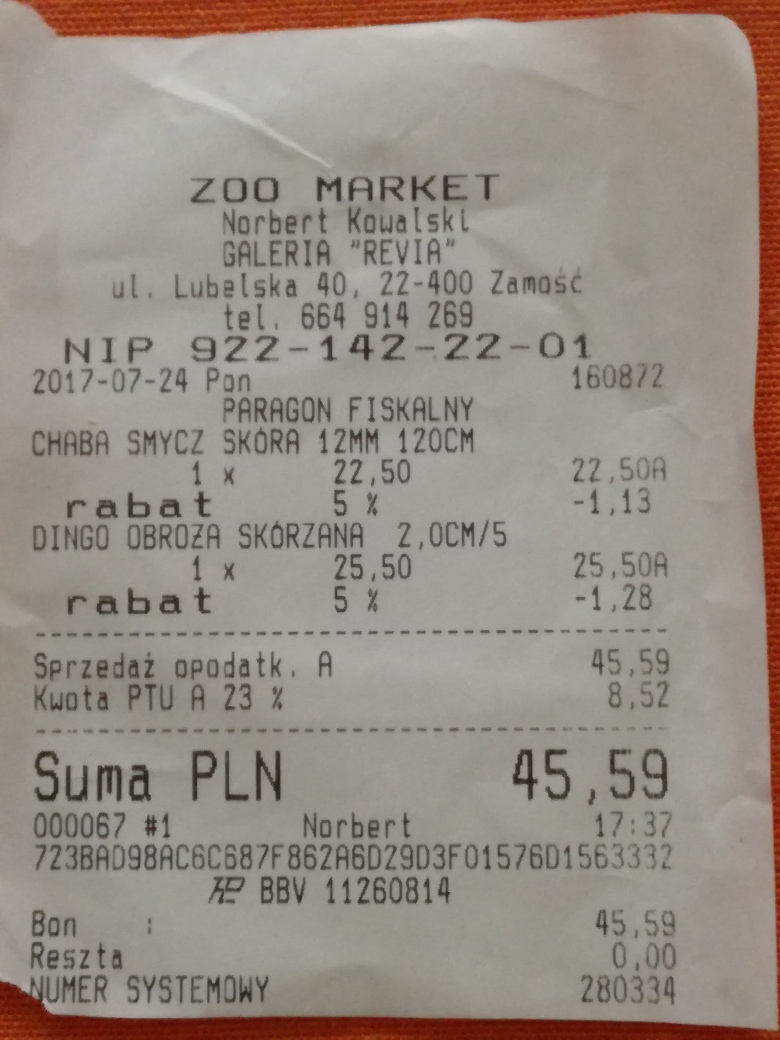 ZOO MARKET
Norbert Kowalski
GALERIA "REVIA"
ul. Lubelska 40, 22-400 Zamość
tel. 664 914 269
NIP 922-142-22-01
2017-07-24 Pon 160872
PARAGON FISKALNY
CHABA SMYCZ SKÓRA 12MM 120CM
1 x 22,50 22,50A
rabat 5 % -1,13
DINGO OBROŻA SKÓRZANA 2,0CM/5
1 x 25,50 25,50A
rabat 5 % -1,28
Sprzedaż opodatk. A 45,59
Kwota PTU A 23 % 8,52
Suma PLN 45,59
000067 #1 Norbert 17:37
723BAD98AC6C687F862A6D29D3F01576D1563332
BBV 11260814
Bon : 45,59
Reszta 0,00
NUMER SYSTEMOWY 280334